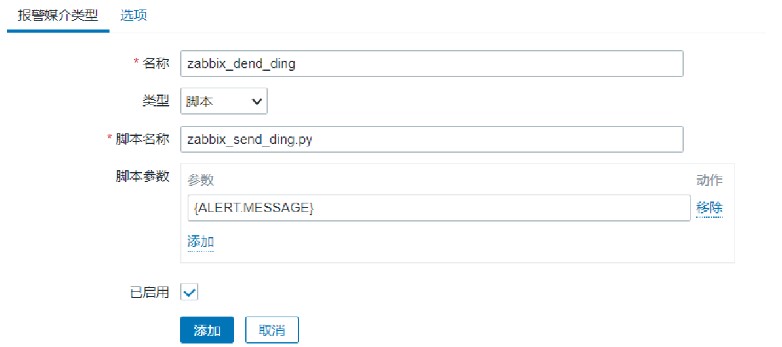 报警媒介类型 选项
* 名称 zabbix_dend_ding
类型 脚本
* 脚本名称 zabbix_send_ding.py
脚本参数 参数 动作
{ALERT.MESSAGE} 移除
添加
已启用
添加 取消